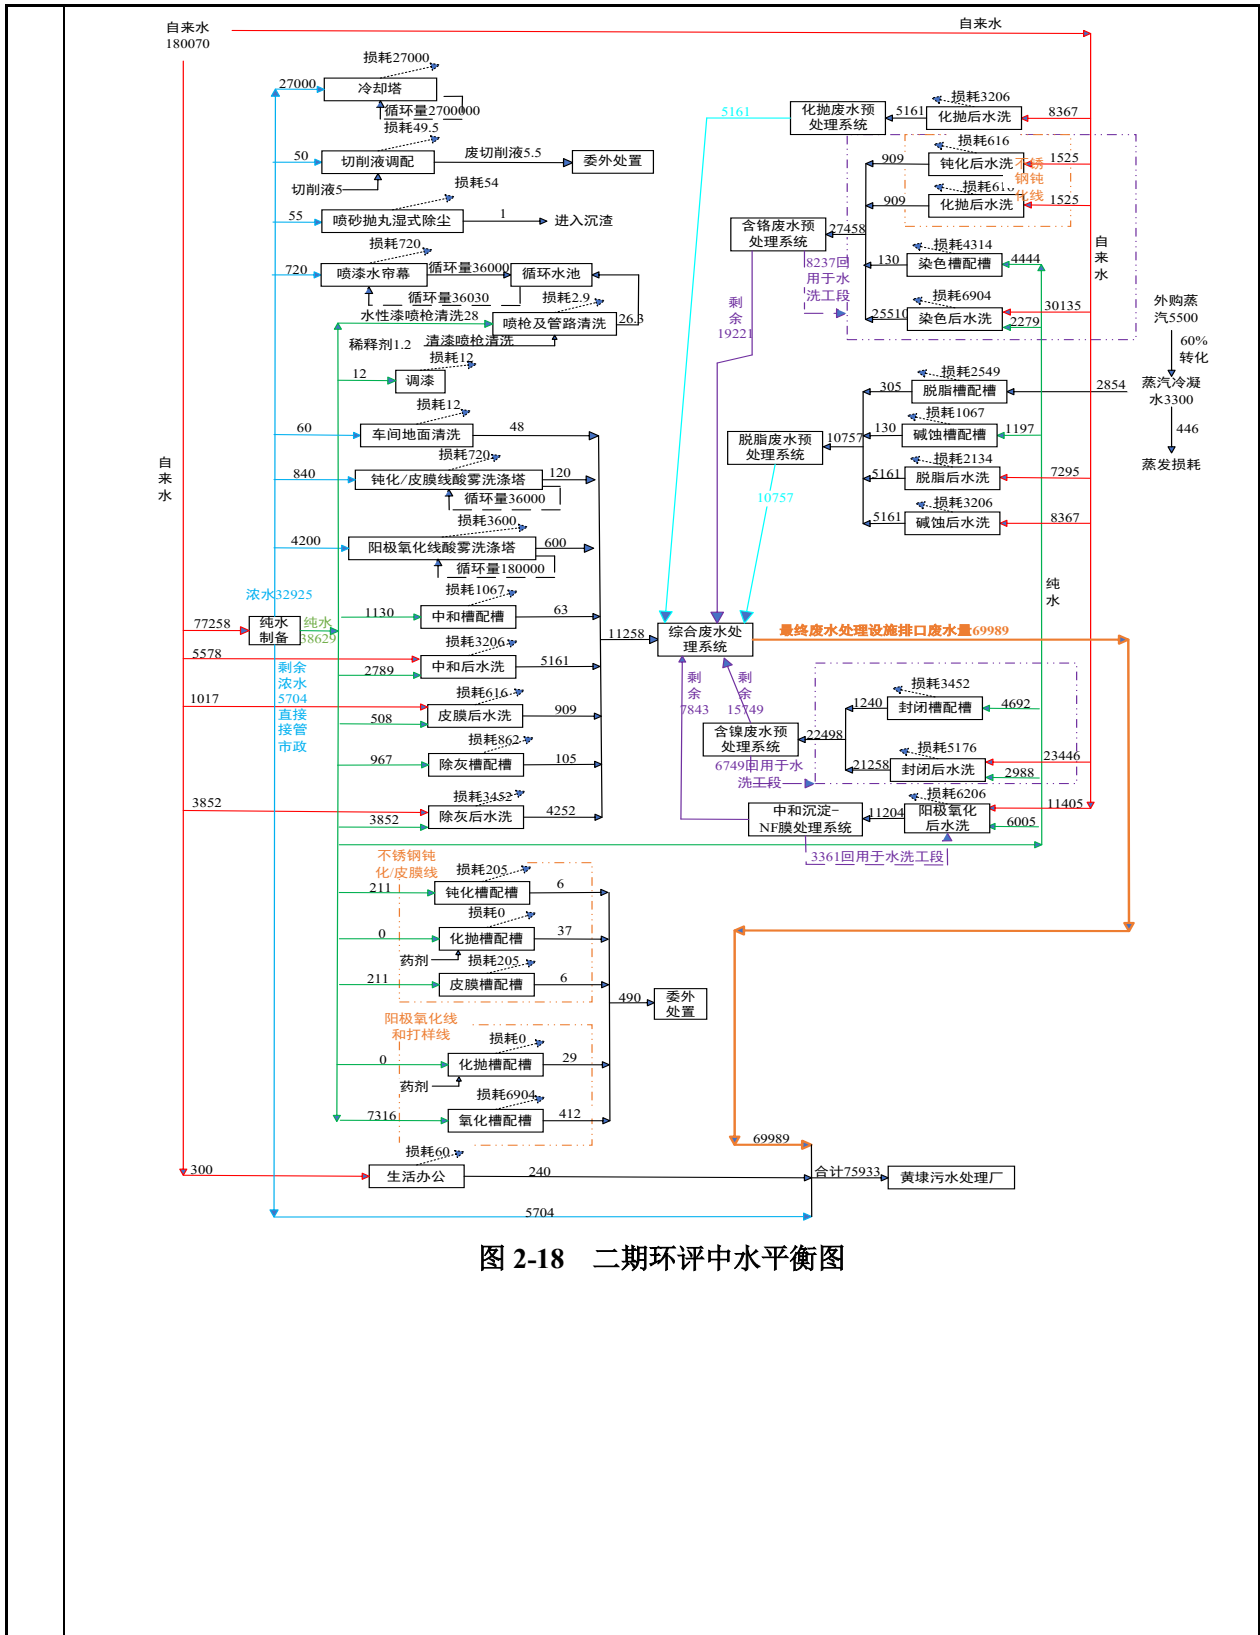 自来水
180070
自来水
损耗27000
27000
冷却塔
循环量2700000
损耗49.5
50
切削液调配
废切削液5.5
委外处置
切削液5
损耗54
55
喷砂抛丸湿式除尘
1
进入沉渣
损耗720
720
喷漆水帘幕
循环量36000
循环水池
循环量36030
损耗2.9
水性漆喷枪清洗28
喷枪及管路清洗
26.3
稀释剂1.2
清漆喷枪清洗
损耗12
12
调漆
损耗12
60
车间地面清洗
48
损耗720
840
钝化/皮膜线酸雾洗涤塔
120
循环量36000
损耗3600
4200
阳极氧化线酸雾洗涤塔
600
循环量180000
自
来
水
浓水32925
77258
纯水
制备
纯水
38629
损耗1067
1130
中和槽配槽
63
损耗3206
5578
中和后水洗
5161
2789
剩余
浓水
5704
直接
接管
市政
1017
损耗616
皮膜后水洗
909
508
损耗862
967
除灰槽配槽
105
损耗3452
3852
除灰后水洗
4252
3852
11258
综合废水处
理系统
最终废水处理设施排口废水量69989
5161
化抛废水预
处理系统
5161
损耗3206
化抛后水洗
8367
损耗616
909
钝化后水洗
1525
不锈
钢钝
化线
909
化抛后水洗
1525
含铬废水预
处理系统
27458
8237回
用于水
洗工段
损耗4314
130
染色槽配槽
4444
损耗6904
25510
染色后水洗
30135
2279
自
来
水
剩
余
19221
外购蒸
汽5500
60%
转化
蒸汽冷凝
水3300
446
蒸发损耗
损耗2549
305
脱脂槽配槽
2854
损耗1067
130
碱蚀槽配槽
1197
脱脂废水预
处理系统
10757
损耗2134
5161
脱脂后水洗
7295
损耗3206
5161
碱蚀后水洗
8367
10757
纯
水
剩
余
7843
剩
余
15749
含镍废水预
处理系统
22498
6749回用于水
洗工段
损耗3452
1240
封闭槽配槽
4692
损耗5176
21258
封闭后水洗
23446
2988
损耗6206
中和沉淀-
NF膜处理系统
11204
阳极氧化
后水洗
11405
6005
3361回用于水洗工段
不锈钢钝
化/皮膜线
损耗205
211
钝化槽配槽
6
损耗0
0
化抛槽配槽
37
药剂
损耗205
211
皮膜槽配槽
6
490
委外
处置
阳极氧化线
和打样线
损耗0
0
化抛槽配槽
29
药剂
损耗6904
7316
氧化槽配槽
412
69989
损耗60
300
生活办公
240
合计75933
黄埭污水处理厂
5704
图 2-18 二期环评中水平衡图